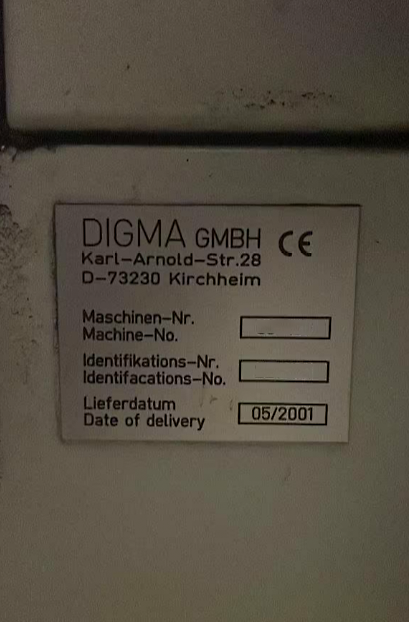 DIGMA GMBH CE
Karl-Arnold-Str.28
D-73230 Kirchheim
Maschinen-Nr.
Machine-No.
Identifikations-Nr.
Identifacations-No.
Lieferdatum
Date of delivery
05/2001